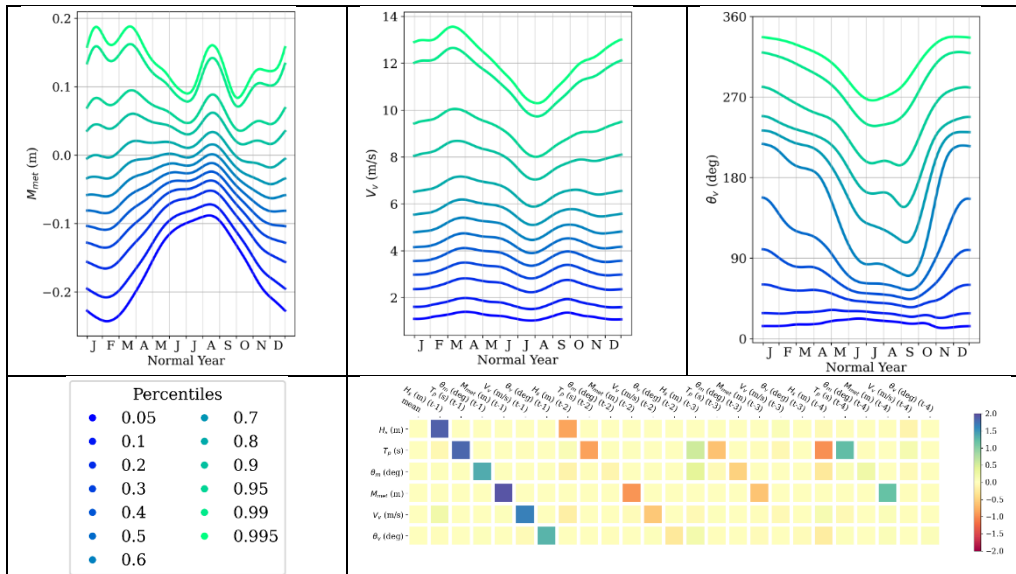 0.2
0.1
0.0
−0.1
−0.2
M_met (m)
J F M A M J J A S O N D
Normal Year
14
12
10
8
6
4
2
V_v (m/s)
J F M A M J J A S O N D
Normal Year
360
270
180
90
0
θ_v (deg)
J F M A M J J A S O N D
Normal Year
Percentiles
0.05 0.7
0.1 0.8
0.2 0.9
0.3 0.95
0.4 0.99
0.5 0.995
0.6
mean
H_s (m) (t-1)
T_p (s) (t-1)
θ_m (deg) (t-1)
M_met (m) (t-1)
V_v (m/s) (t-1)
θ_v (deg) (t-1)
H_s (m) (t-2)
T_p (s) (t-2)
θ_m (deg) (t-2)
M_met (m) (t-2)
V_v (m/s) (t-2)
θ_v (deg) (t-2)
H_s (m) (t-3)
T_p (s) (t-3)
θ_m (deg) (t-3)
M_met (m) (t-3)
V_v (m/s) (t-3)
θ_v (deg) (t-3)
H_s (m) (t-4)
T_p (s) (t-4)
θ_m (deg) (t-4)
M_met (m) (t-4)
V_v (m/s) (t-4)
θ_v (deg) (t-4)
H_s (m)
T_p (s)
θ_m (deg)
M_met (m)
V_v (m/s)
θ_v (deg)
2.0
1.5
1.0
0.5
0.0
−0.5
−1.0
−1.5
−2.0